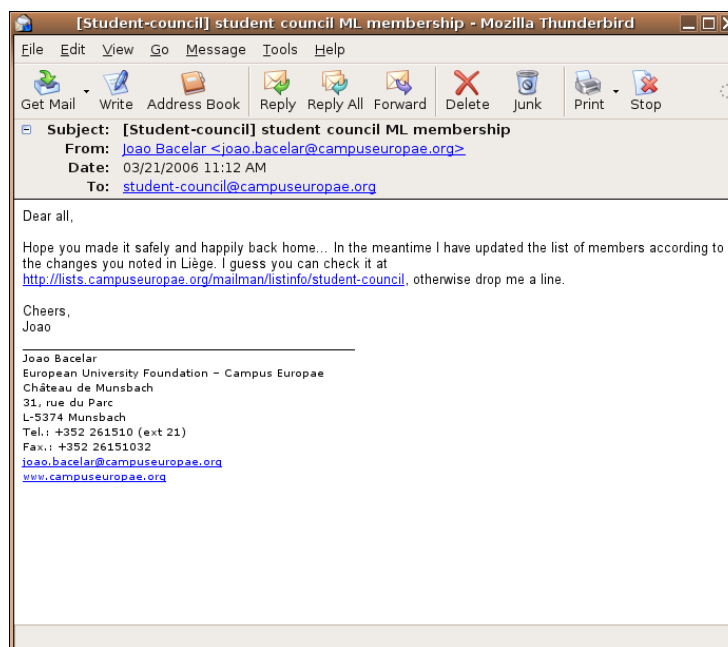 [Student-council] student council ML membership - Mozilla Thunderbird
File Edit View Go Message Tools Help
Get Mail Write Address Book Reply Reply All Forward Delete Junk Print Stop
Subject: [Student-council] student council ML membership
From: Joao Bacelar <joao.bacelar@campuseuropae.org>
Date: 03/21/2006 11:12 AM
To: student-council@campuseuropae.org
Dear all,
Hope you made it safely and happily back home... In the meantime I have updated the list of members according to
the changes you noted in Liège. I guess you can check it at
http://lists.campuseuropae.org/mailman/listinfo/student-council, otherwise drop me a line.
Cheers,
Joao
Joao Bacelar
European University Foundation – Campus Europae
Château de Munsbach
31, rue du Parc
L-5374 Munsbach
Tel.: +352 261510 (ext 21)
Fax.: +352 26151032
joao.bacelar@campuseuropae.org
www.campuseuropae.org